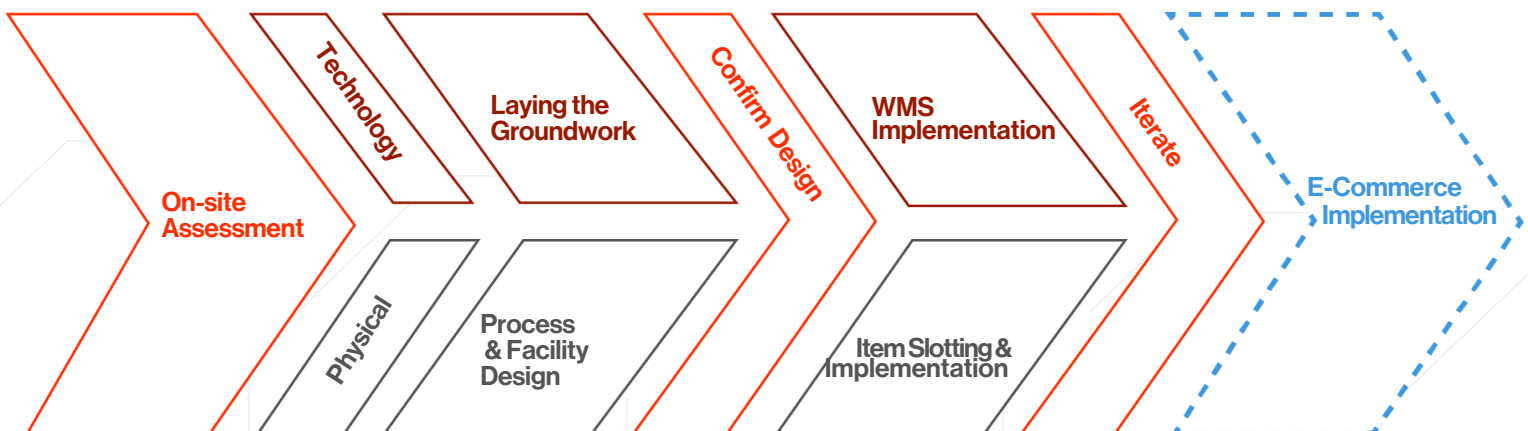 On-site
Assessment
Technology
Physical
Laying the
Groundwork
Process
& Facility
Design
Confirm Design
WMS
Implementation
Item Slotting &
Implementation
Iterate
E-Commerce
Implementation